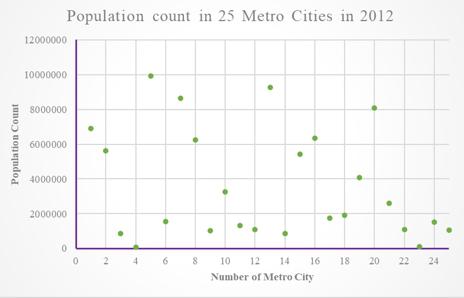 Population count in 25 Metro Cities in 2012
12000000
10000000
8000000
6000000
4000000
2000000
0
0 2 4 6 8 10 12 14 16 18 20 22 24
Population Count
Number of Metro City